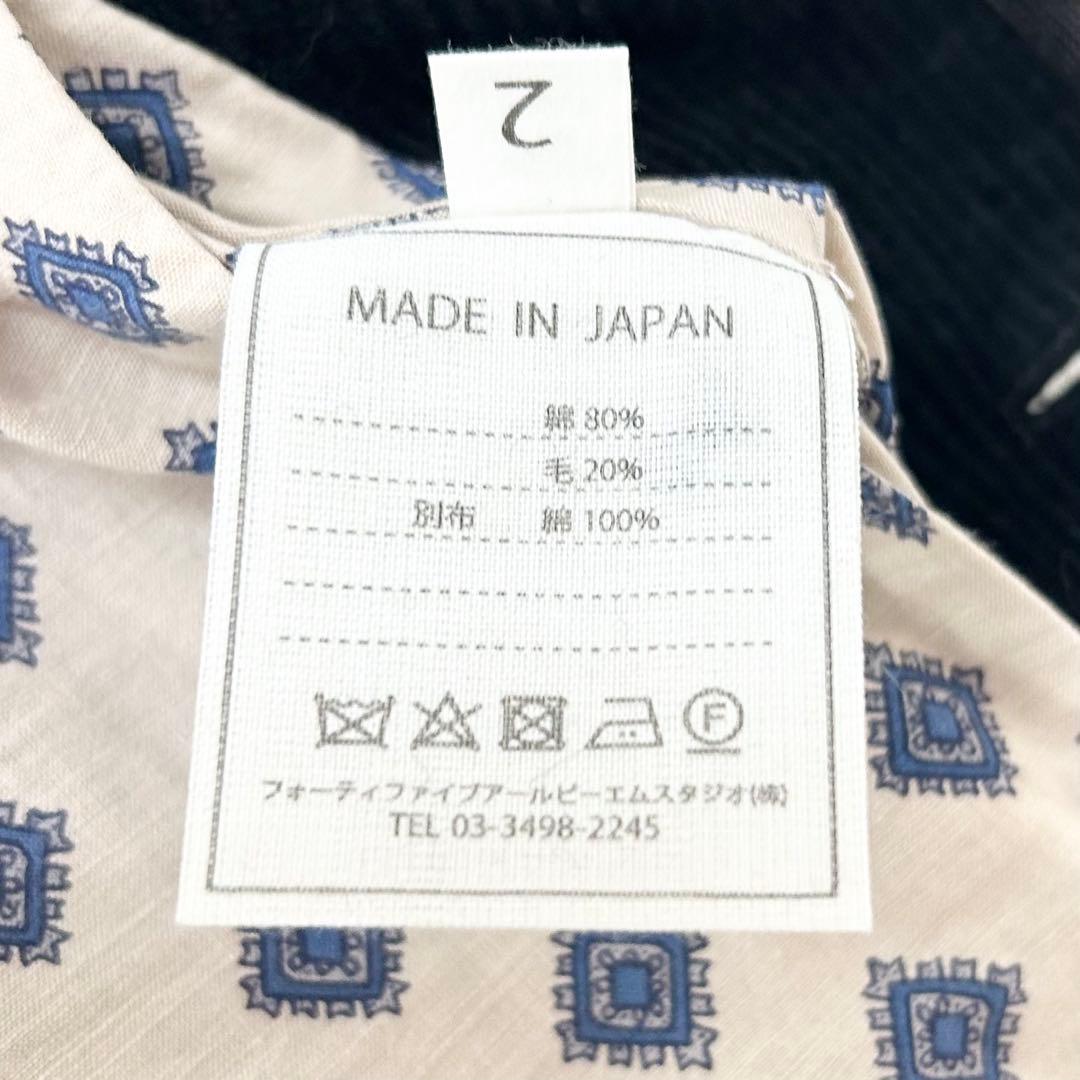 2
MADE IN JAPAN
綿 80%
毛 20%
別布 綿 100%
F
フォーティファイブアールピーエムスタジオ(株)
TEL 03-3498-2245